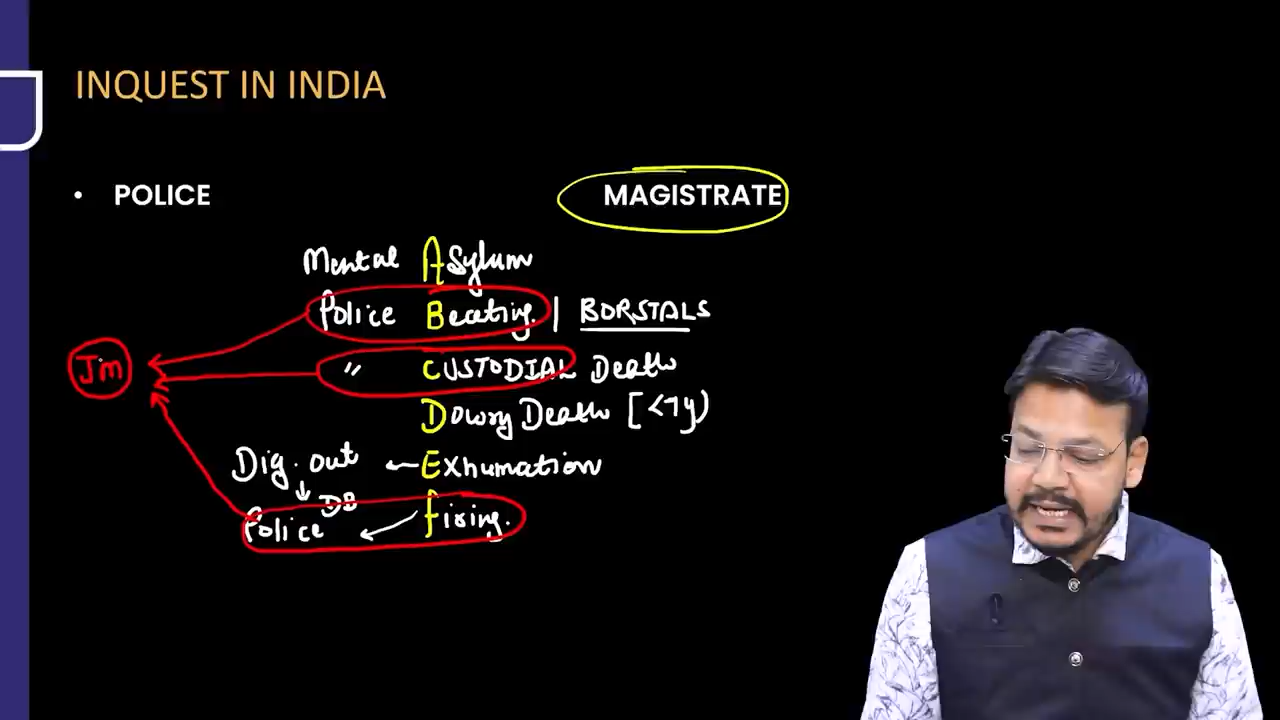 INQUEST IN INDIA
• POLICE MAGISTRATE
Mental Asylum
Police Beating | BORSTALS
" CUSTODIAL Death
Dowry Death [<7y)
Dig. out ← Exhumation
↓ DB
Police ← firing.
Jm